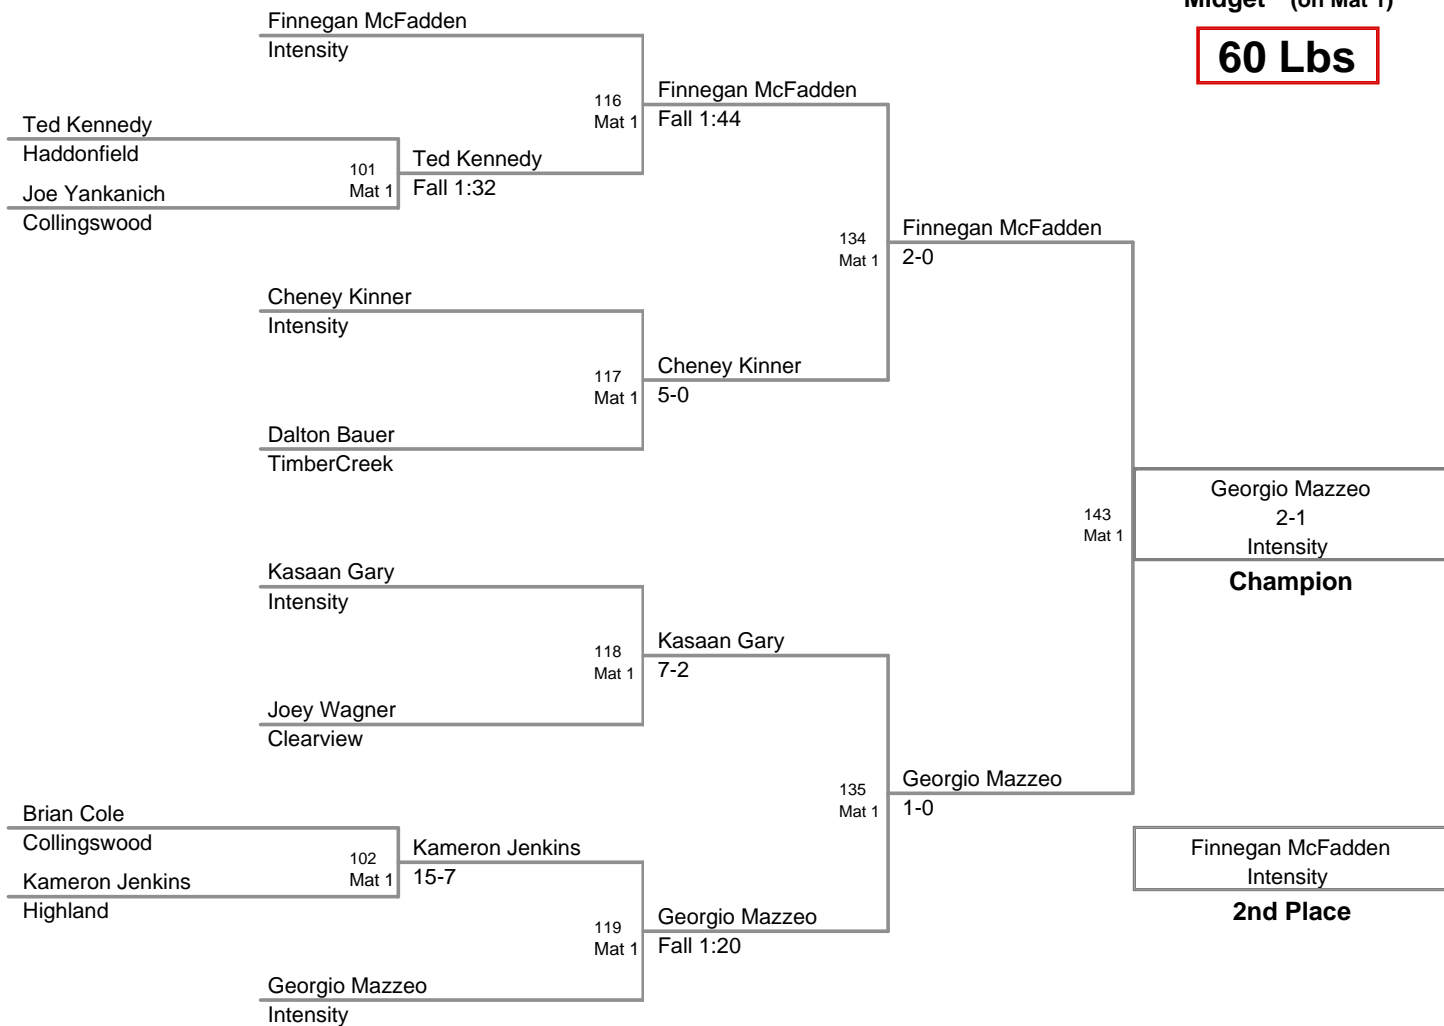 Midget (on Mat 1)
60 Lbs
Finnegan McFadden
Intensity
116
Mat 1
Finnegan McFadden
Fall 1:44
Ted Kennedy
Haddonfield
101
Mat 1
Ted Kennedy
Fall 1:32
Joe Yankanich
Collingswood
134
Mat 1
Finnegan McFadden
2-0
Cheney Kinner
Intensity
117
Mat 1
Cheney Kinner
5-0
Dalton Bauer
TimberCreek
143
Mat 1
Georgio Mazzeo
2-1
Intensity
Champion
Kasaan Gary
Intensity
118
Mat 1
Kasaan Gary
7-2
Joey Wagner
Clearview
135
Mat 1
Georgio Mazzeo
1-0
Brian Cole
Collingswood
102
Mat 1
Kameron Jenkins
15-7
Kameron Jenkins
Highland
119
Mat 1
Georgio Mazzeo
Fall 1:20
Georgio Mazzeo
Intensity
Finnegan McFadden
Intensity
2nd Place